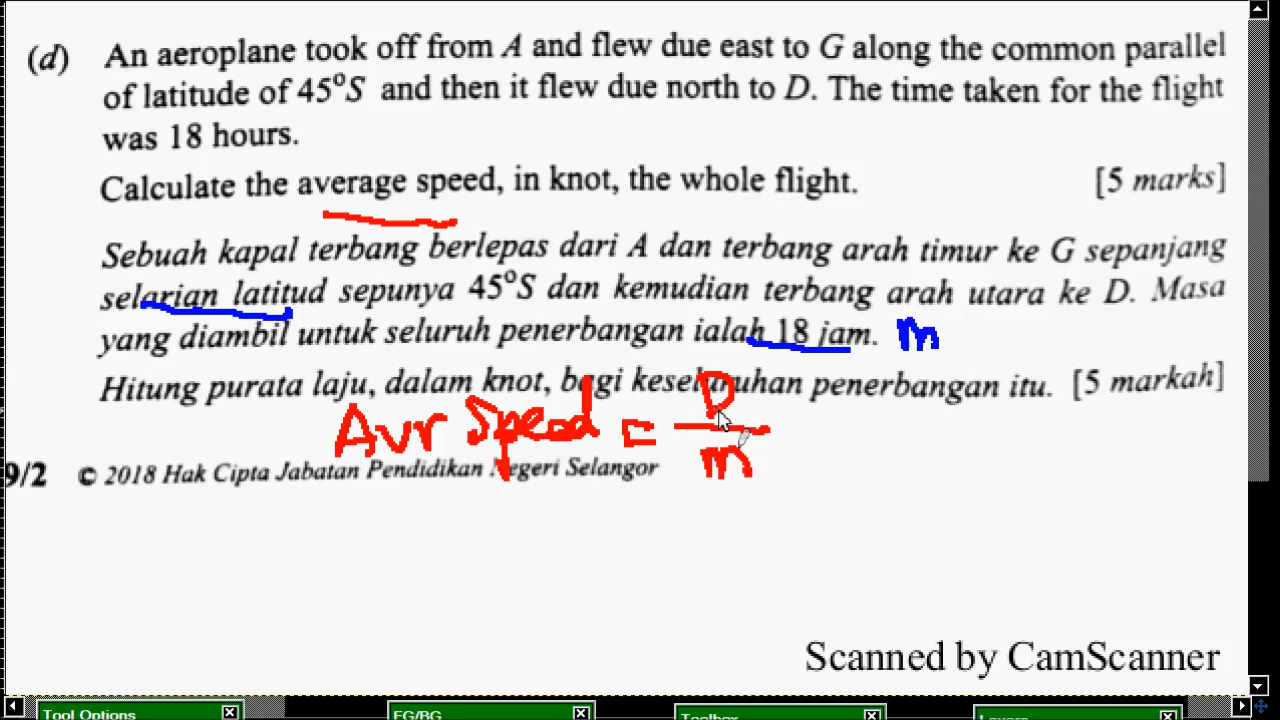 (d) An aeroplane took off from A and flew due east to G along the common parallel
of latitude of 45°S and then it flew due north to D. The time taken for the flight
was 18 hours.
Calculate the average speed, in knot, the whole flight. [5 marks]
Sebuah kapal terbang berlepas dari A dan terbang arah timur ke G sepanjang
selarian latitud sepunya 45°S dan kemudian terbang arah utara ke D. Masa
yang diambil untuk seluruh penerbangan ialah 18 jam. m
Hitung purata laju, dalam knot, bagi keseluruhan penerbangan itu. [5 markah]
Avr Speed = D
m
9/2 © 2018 Hak Cipta Jabatan Pendidikan Negeri Selangor
Scanned by CamScanner
Tool Options FG/BG Toolbox Layers